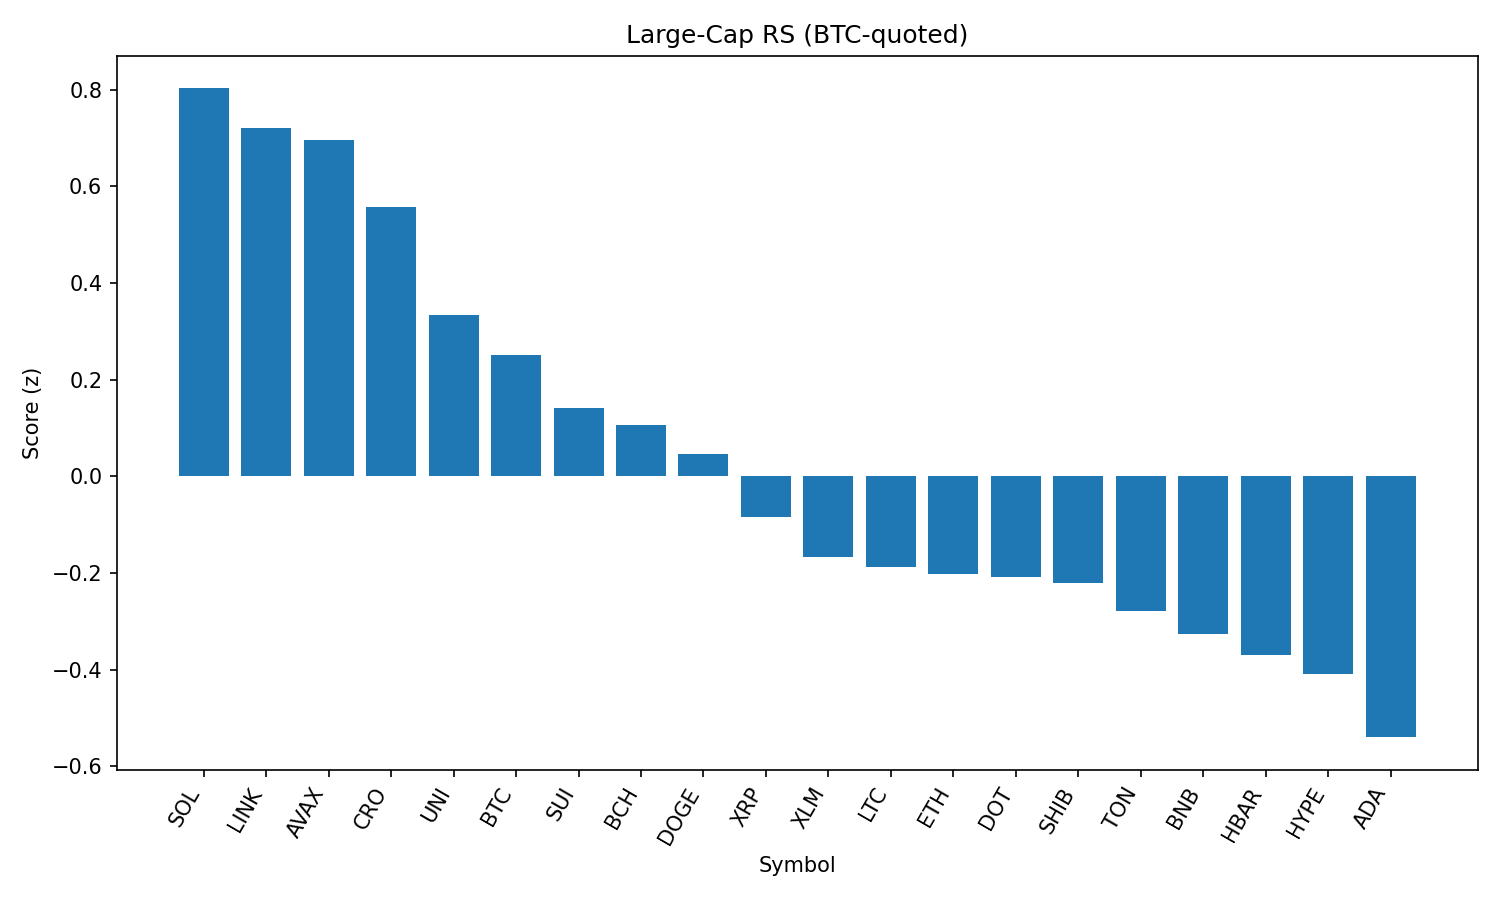 Large-Cap RS (BTC-quoted)
Score (z)
0.8
0.6
0.4
0.2
0.0
−0.2
−0.4
−0.6
SOL
LINK
AVAX
CRO
UNI
BTC
SUI
BCH
DOGE
XRP
XLM
LTC
ETH
DOT
SHIB
TON
BNB
HBAR
HYPE
ADA
Symbol